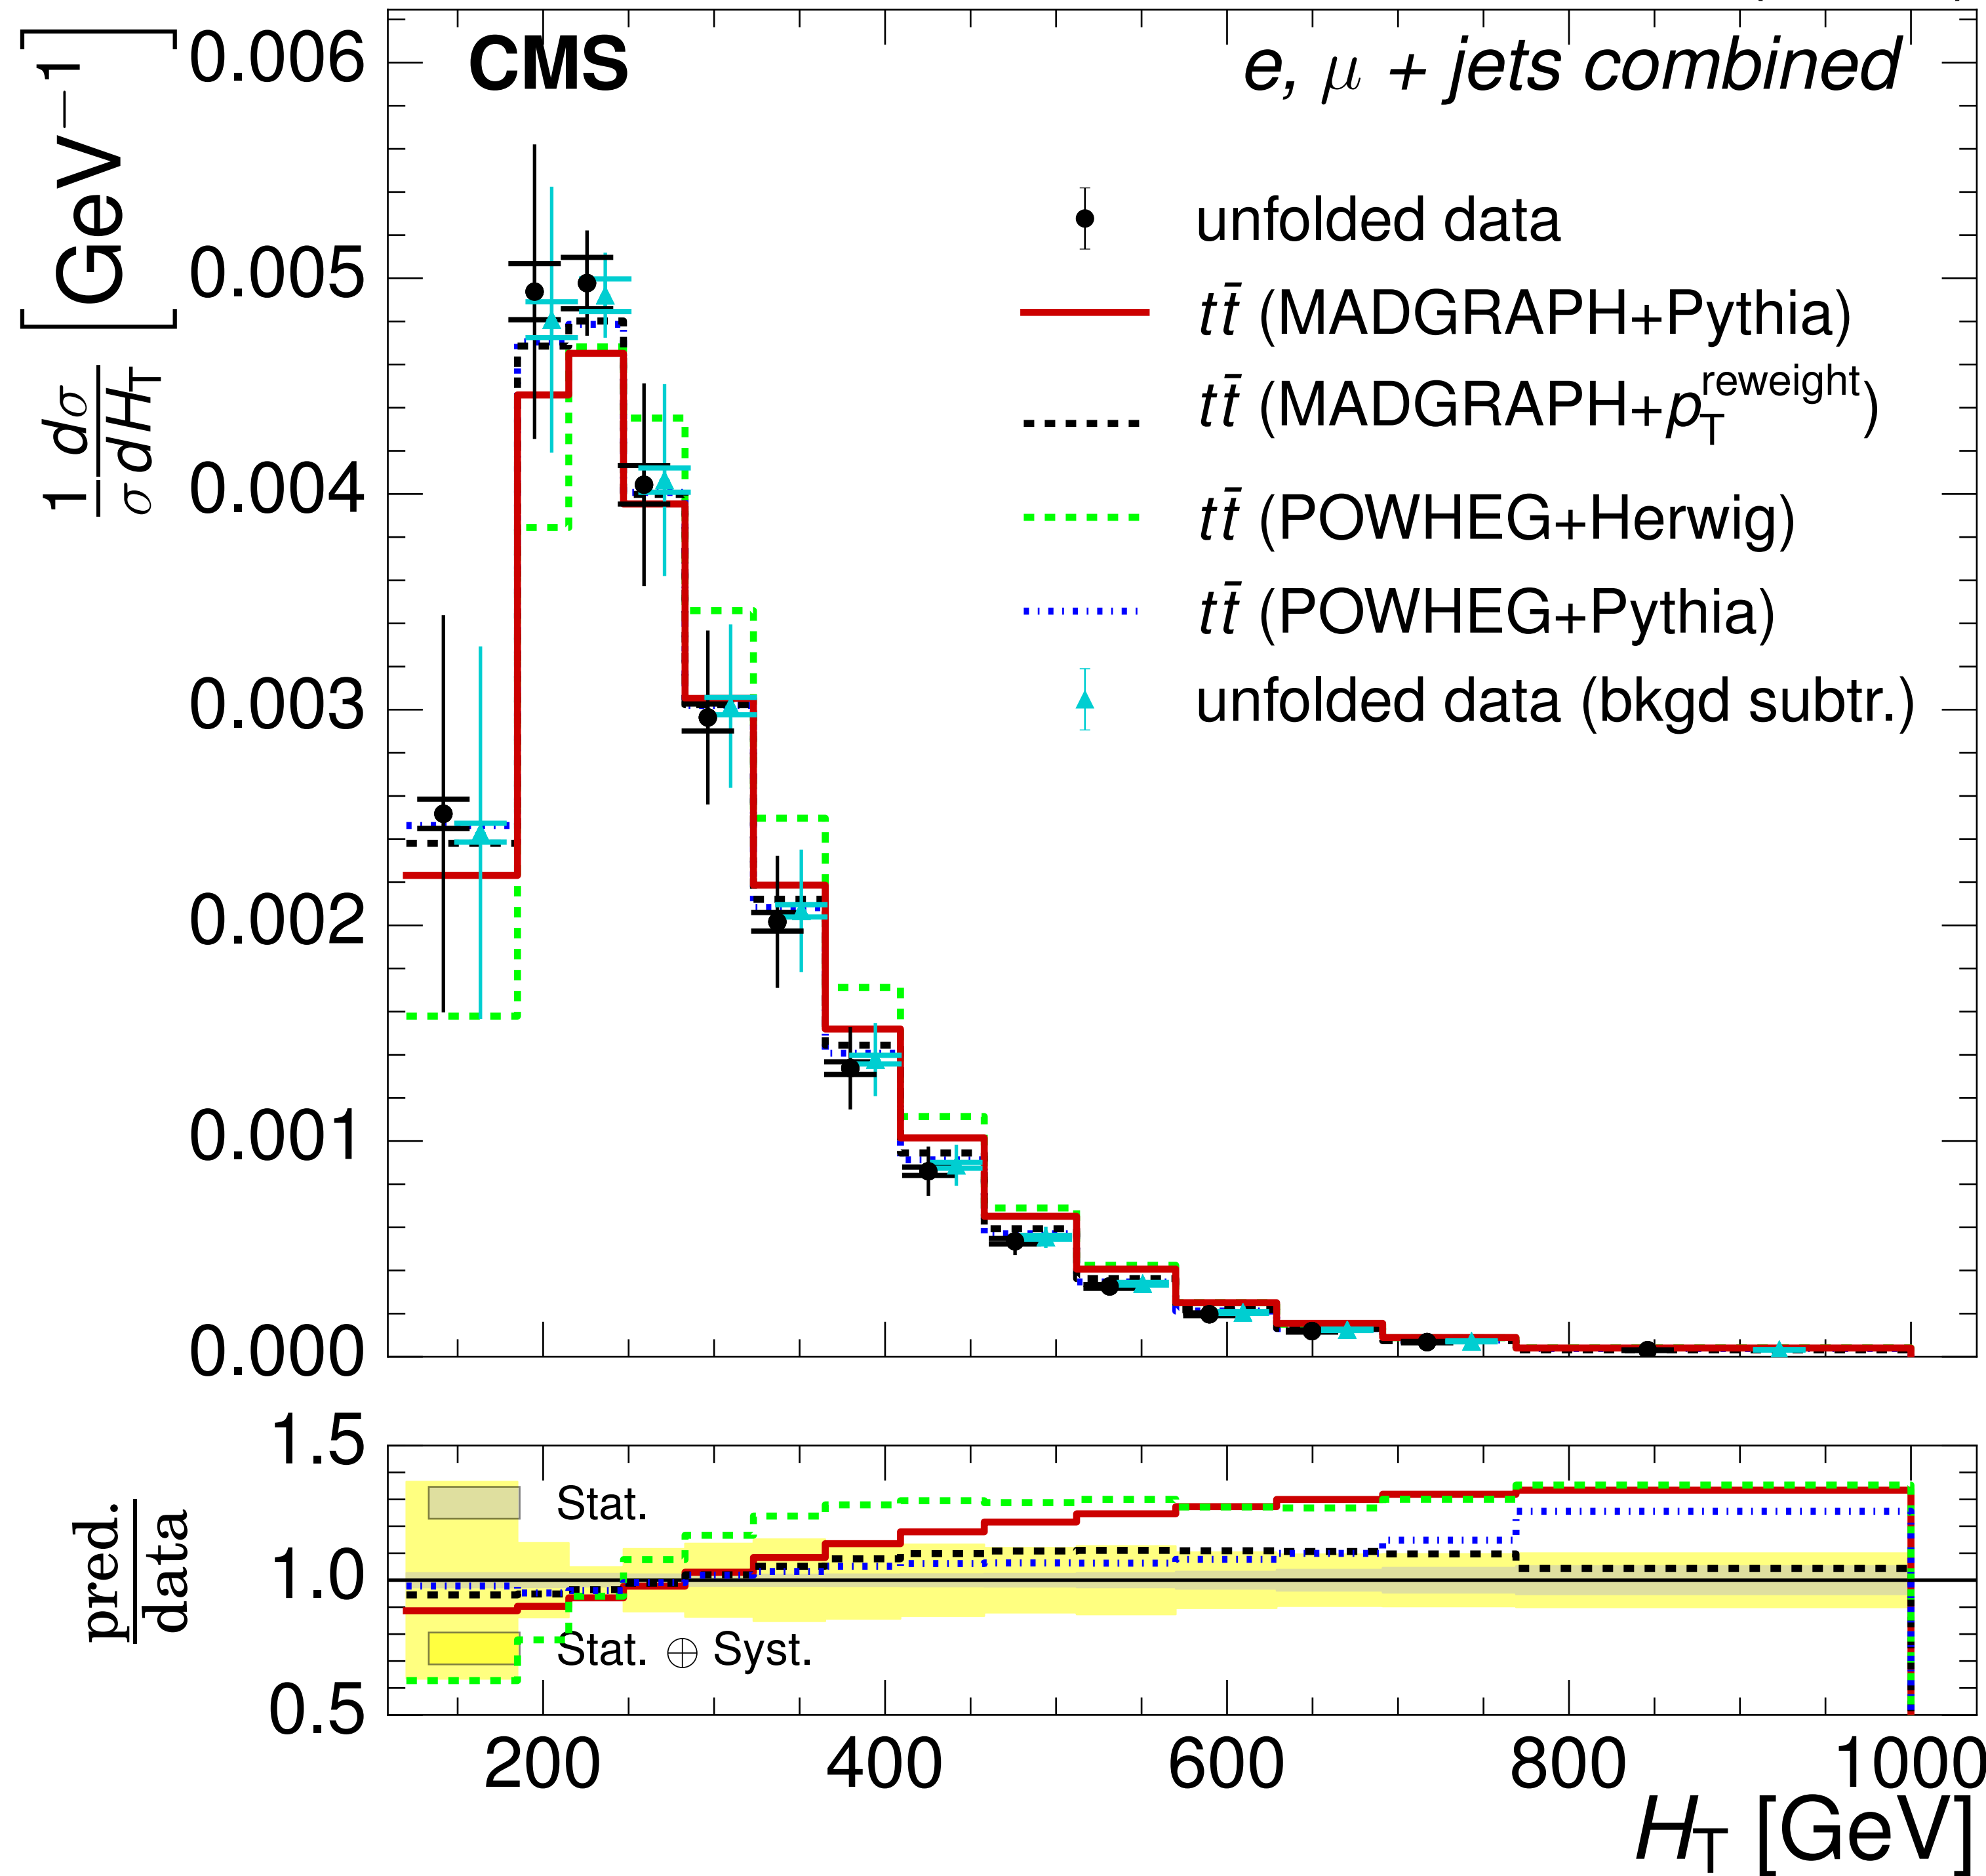 CMS
e, μ + jets combined
unfolded data
tt̄ (MADGRAPH+Pythia)
tt̄ (MADGRAPH+p_T^reweight)
tt̄ (POWHEG+Herwig)
tt̄ (POWHEG+Pythia)
unfolded data (bkgd subtr.)
1/σ dσ/dH_T [GeV⁻¹]
0.006
0.005
0.004
0.003
0.002
0.001
0.000
1.5
1.0
0.5
pred./data
Stat.
Stat. ⊕ Syst.
200 400 600 800 1000
H_T [GeV]